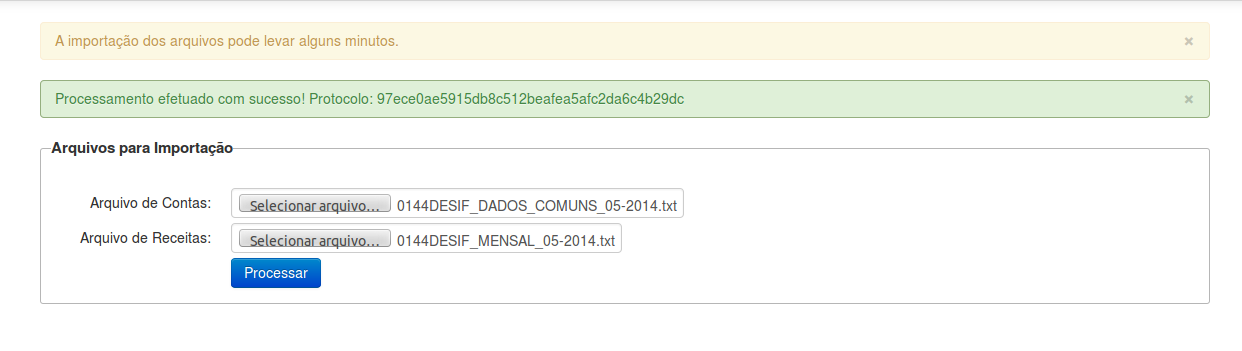 A importação dos arquivos pode levar alguns minutos. ×
Processamento efetuado com sucesso! Protocolo: 97ece0ae5915db8c512beafea5afc2da6c4b29dc ×
Arquivos para Importação
Arquivo de Contas: Selecionar arquivo... 0144DESIF_DADOS_COMUNS_05-2014.txt
Arquivo de Receitas: Selecionar arquivo... 0144DESIF_MENSAL_05-2014.txt
Processar